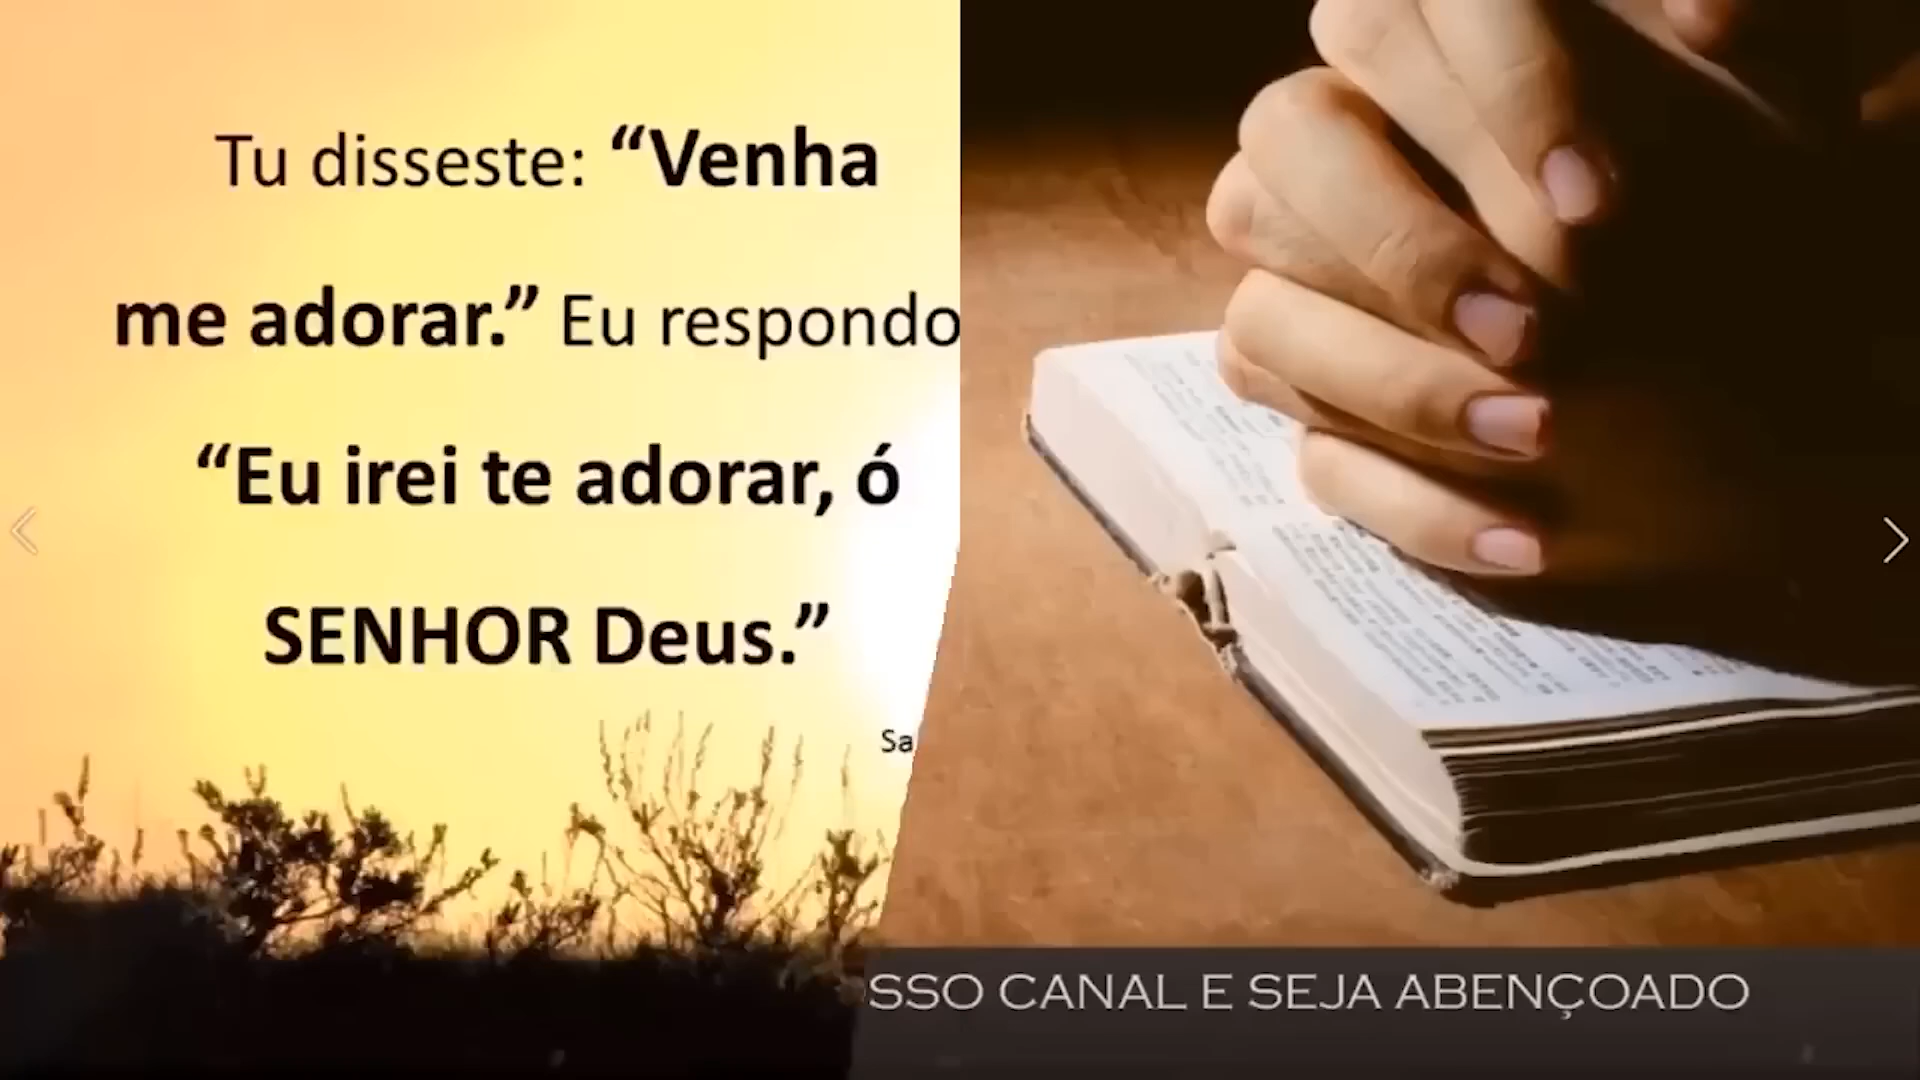 Tu disseste: “Venha
me adorar.” Eu respondo
“Eu irei te adorar, ó
SENHOR Deus.”
Sa
SSO CANAL E SEJA ABENÇOADO